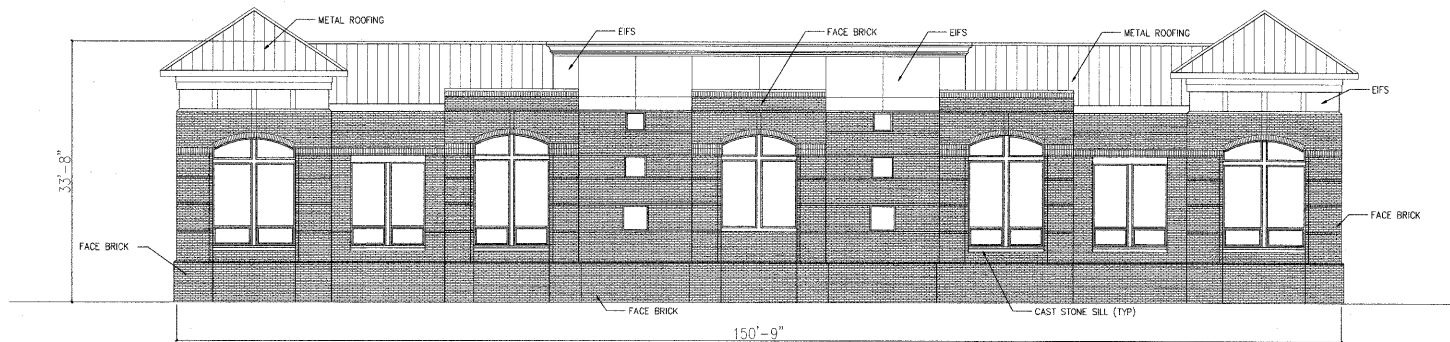 METAL ROOFING
EIFS
FACE BRICK
EIFS
METAL ROOFING
EIFS
33'-8"
FACE BRICK
FACE BRICK
FACE BRICK
CAST STONE SILL (TYP)
150'-9"